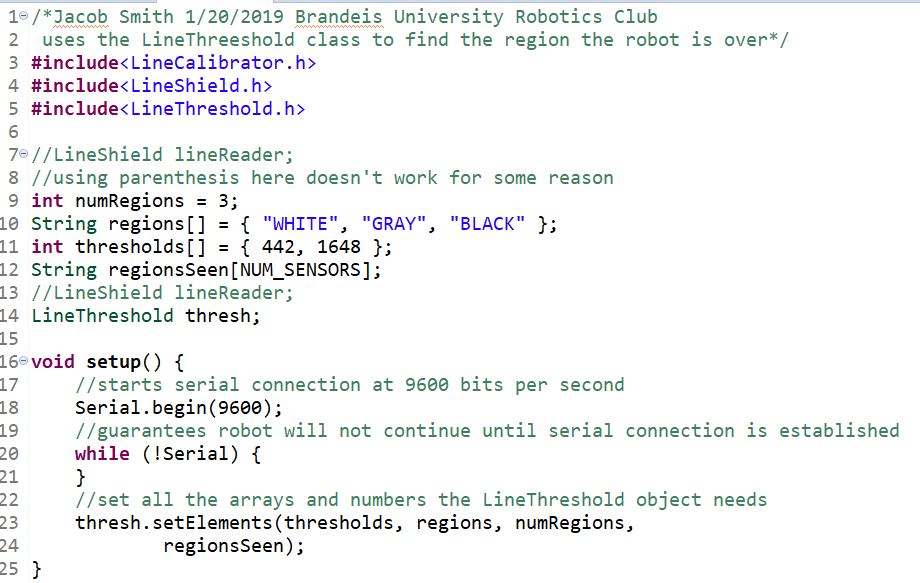 1 /*Jacob Smith 1/20/2019 Brandeis University Robotics Club
2  uses the LineThreeshold class to find the region the robot is over*/
3 #include<LineCalibrator.h>
4 #include<LineShield.h>
5 #include<LineThreshold.h>
6
7 //LineShield lineReader;
8 //using parenthesis here doesn't work for some reason
9 int numRegions = 3;
10 String regions[] = { "WHITE", "GRAY", "BLACK" };
11 int thresholds[] = { 442, 1648 };
12 String regionsSeen[NUM_SENSORS];
13 //LineShield lineReader;
14 LineThreshold thresh;
15
16 void setup() {
17     //starts serial connection at 9600 bits per second
18     Serial.begin(9600);
19     //guarantees robot will not continue until serial connection is established
20     while (!Serial) {
21     }
22     //set all the arrays and numbers the LineThreshold object needs
23     thresh.setElements(thresholds, regions, numRegions,
24             regionsSeen);
25 }